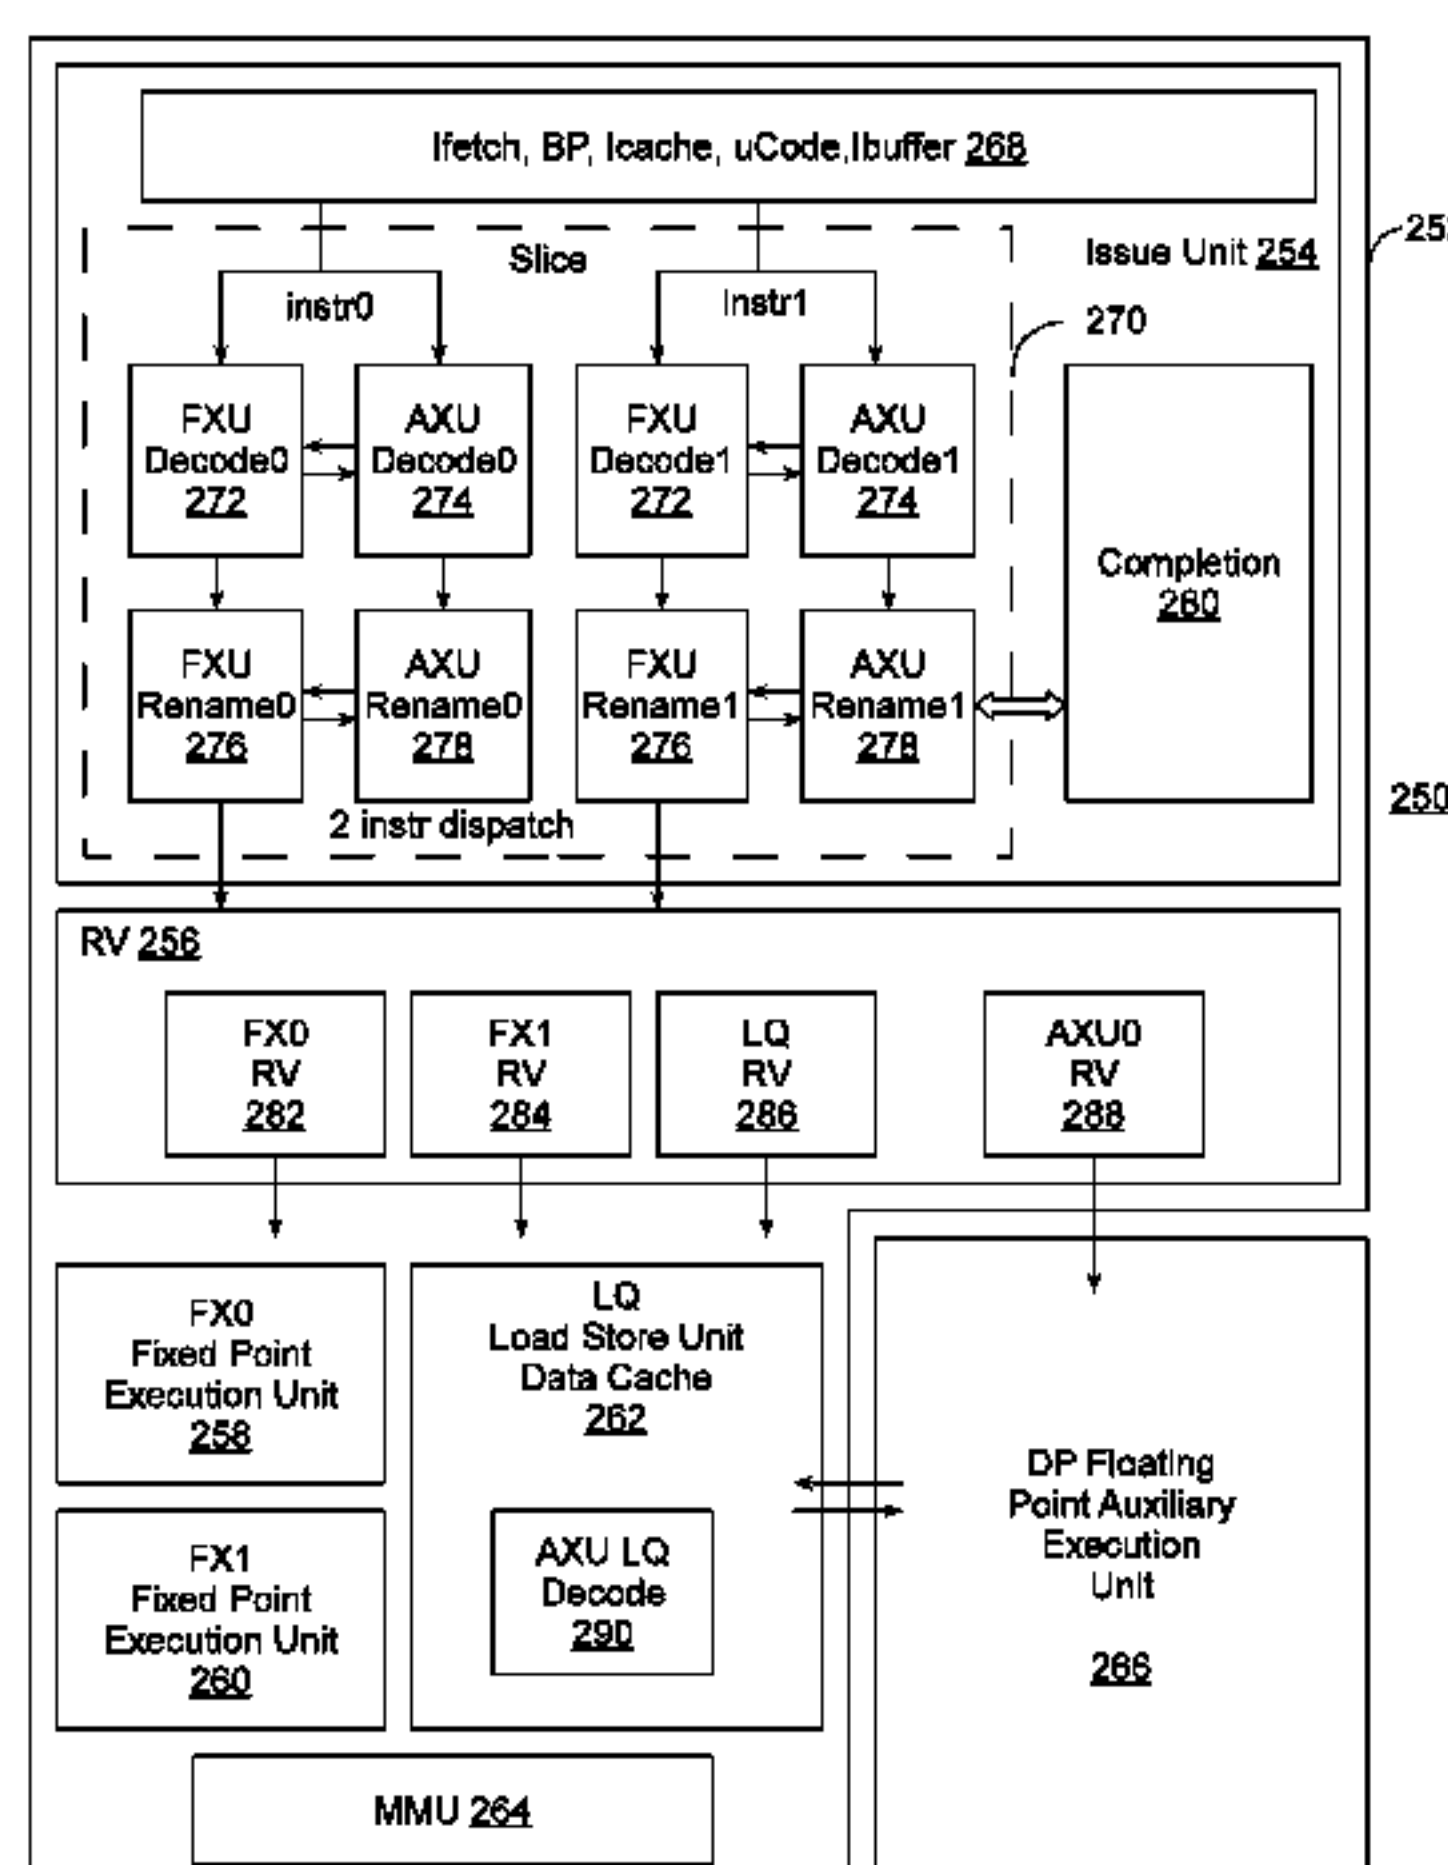 Ifetch, BP, Icache, uCode,Ibuffer 268
Slice
Issue Unit 254
instr0
Instr1
270
FXU
Decode0
272
AXU
Decode0
274
FXU
Decode1
272
AXU
Decode1
274
Completion
280
FXU
Rename0
276
AXU
Rename0
278
FXU
Rename1
276
AXU
Rename1
278
250
2 instr dispatch
RV 256
FX0
RV
282
FX1
RV
284
LQ
RV
286
AXU0
RV
288
FX0
Fixed Point
Execution Unit
258
LQ
Load Store Unit
Data Cache
262
DP Floating
Point Auxiliary
Execution
Unit
266
FX1
Fixed Point
Execution Unit
260
AXU LQ
Decode
290
MMU 264